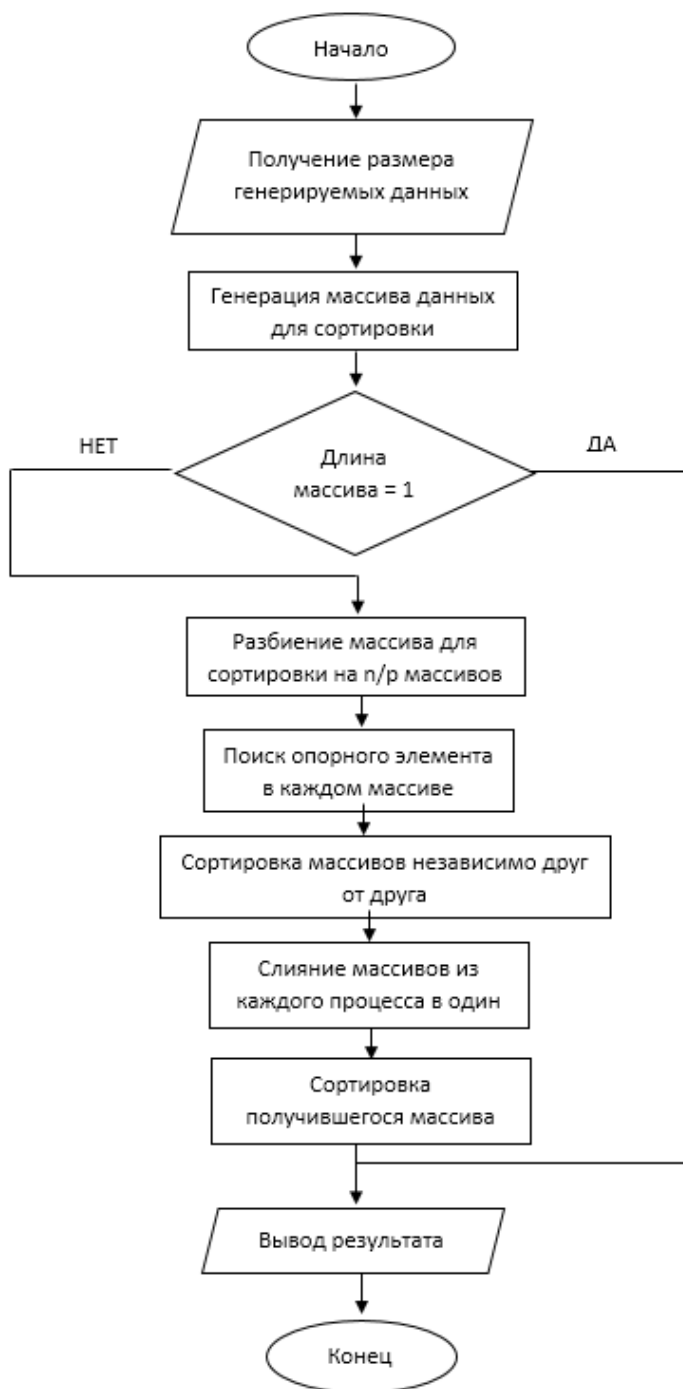 Начало
Получение размера
генерируемых данных
Генерация массива данных
для сортировки
НЕТ
ДА
Длина
массива = 1
Разбиение массива для
сортировки на n/p массивов
Поиск опорного элемента
в каждом массиве
Сортировка массивов независимо друг
от друга
Слияние массивов из
каждого процесса в один
Сортировка
получившегося массива
Вывод результата
Конец